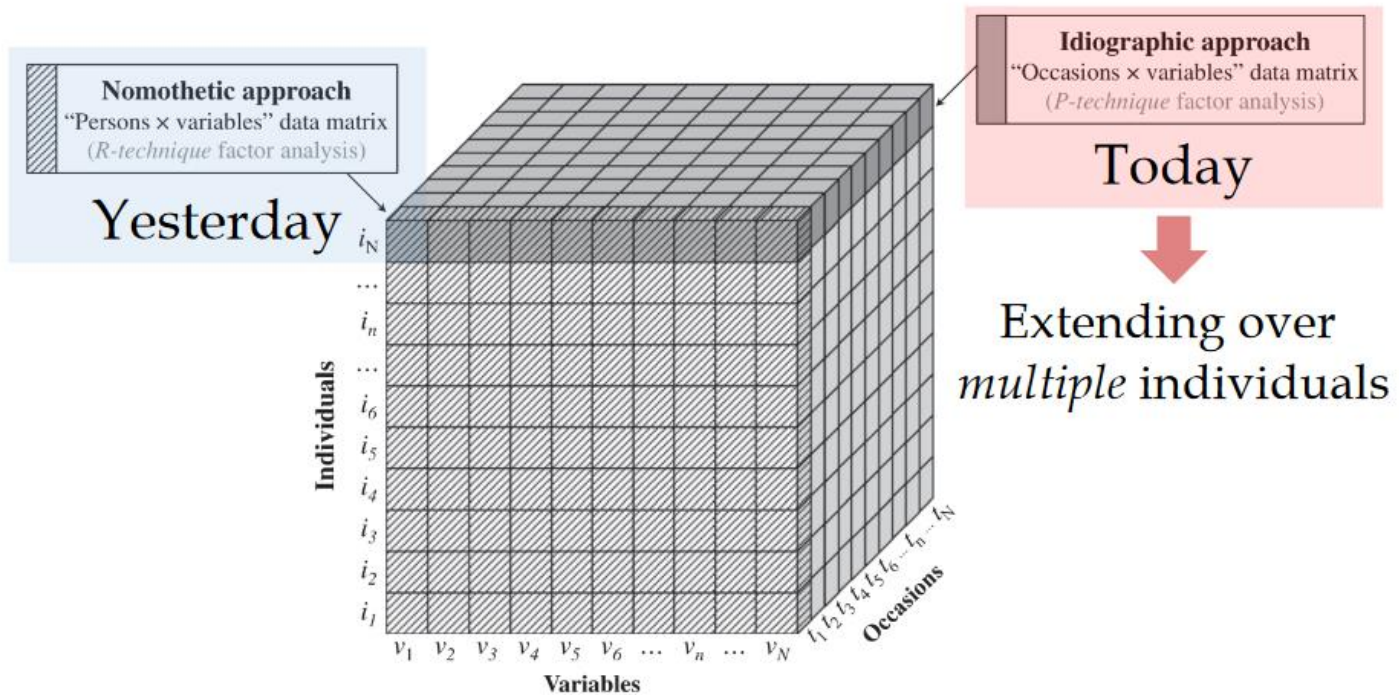 Nomothetic approach
“Persons × variables” data matrix
(R-technique factor analysis)
Yesterday
Idiographic approach
“Occasions × variables” data matrix
(P-technique factor analysis)
Today
Extending over
multiple individuals
Individuals
i_N
...
i_n
...
i_6
i_5
i_4
i_3
i_2
i_1
v_1 v_2 v_3 v_4 v_5 v_6 ... v_n ... v_N
Variables
t_1 t_2 t_3 t_4 t_5 t_6 ... t_n ... t_N
Occasions